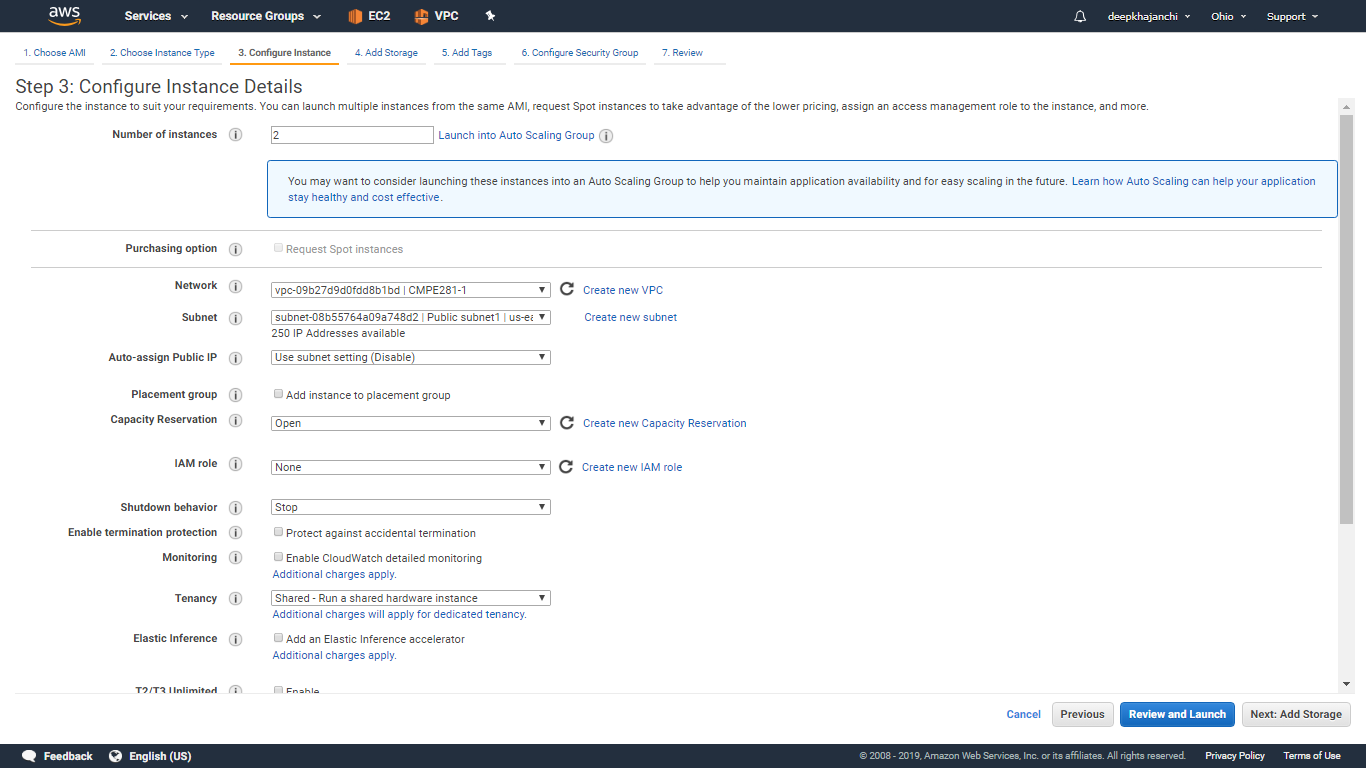 aws Services Resource Groups EC2 VPC deepkhajanchi Ohio Support
1. Choose AMI 2. Choose Instance Type 3. Configure Instance 4. Add Storage 5. Add Tags 6. Configure Security Group 7. Review
Step 3: Configure Instance Details
Configure the instance to suit your requirements. You can launch multiple instances from the same AMI, request Spot instances to take advantage of the lower pricing, assign an access management role to the instance, and more.
Number of instances i 2 Launch into Auto Scaling Group i
You may want to consider launching these instances into an Auto Scaling Group to help you maintain application availability and for easy scaling in the future. Learn how Auto Scaling can help your application
stay healthy and cost effective.
Purchasing option i Request Spot instances
Network i vpc-09b27d9d0fdd8b1bd | CMPE281-1 Create new VPC
Subnet i subnet-08b55764a09a748d2 | Public subnet1 | us-ea Create new subnet
250 IP Addresses available
Auto-assign Public IP i Use subnet setting (Disable)
Placement group i Add instance to placement group
Capacity Reservation i Open Create new Capacity Reservation
IAM role i None Create new IAM role
Shutdown behavior i Stop
Enable termination protection i Protect against accidental termination
Monitoring i Enable CloudWatch detailed monitoring
Additional charges apply.
Tenancy i Shared - Run a shared hardware instance
Additional charges will apply for dedicated tenancy.
Elastic Inference i Add an Elastic Inference accelerator
Additional charges apply.
T2/T3 Unlimited i Enable
Cancel Previous Review and Launch Next: Add Storage
Feedback English (US) © 2008 - 2019, Amazon Web Services, Inc. or its affiliates. All rights reserved. Privacy Policy Terms of Use